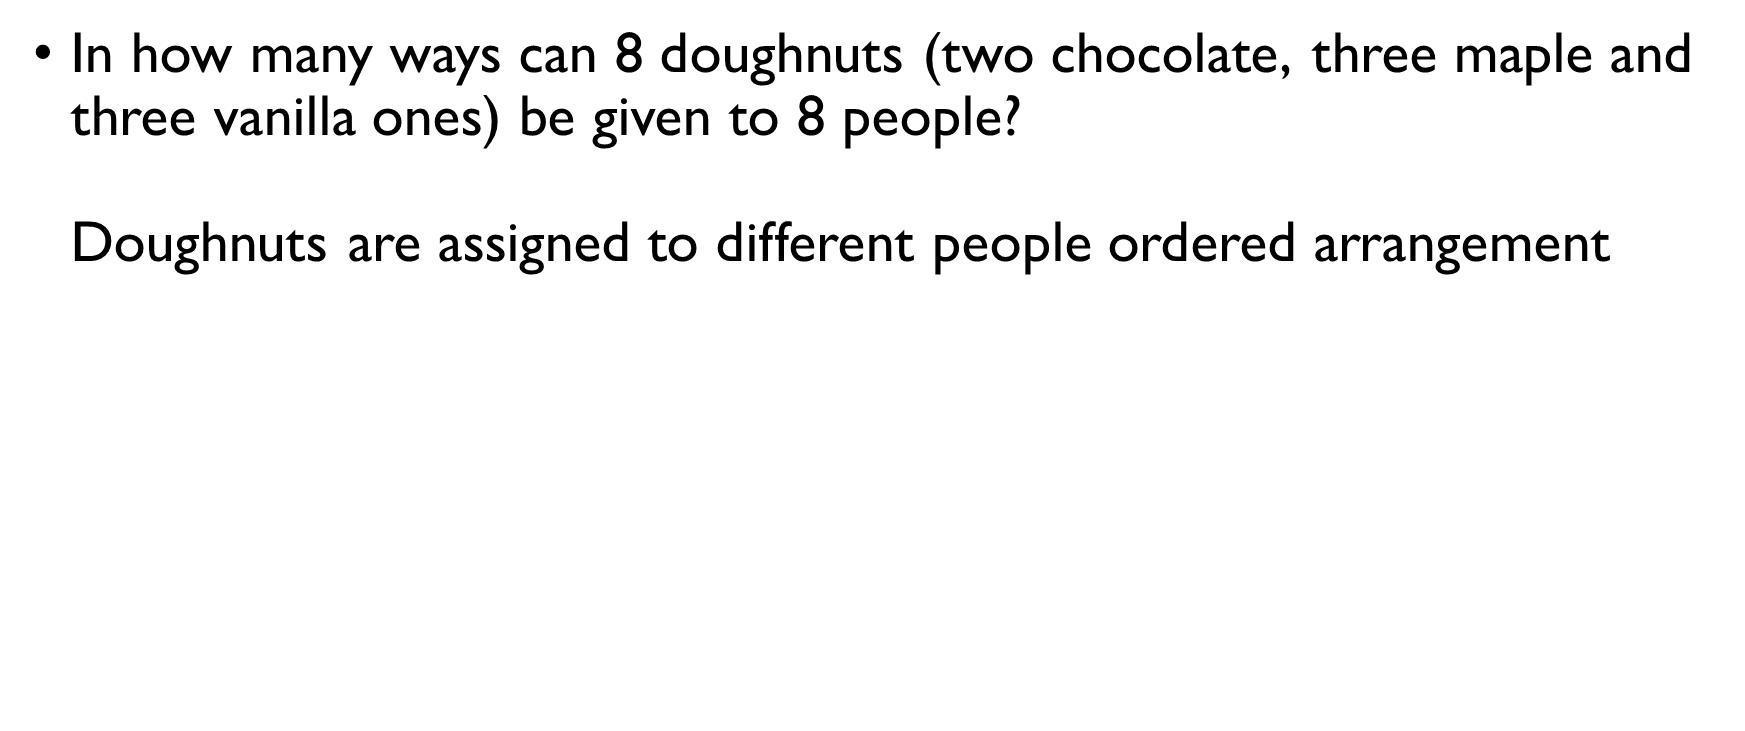 • In how many ways can 8 doughnuts (two chocolate, three maple and
three vanilla ones) be given to 8 people?
Doughnuts are assigned to different people ordered arrangement